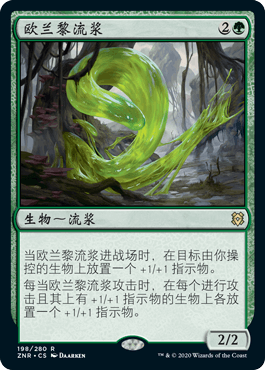 欧兰黎流浆 2
生物～流浆
当欧兰黎流浆进战场时，在目标由你操
控的生物上放置一个 +1/+1 指示物。
每当欧兰黎流浆攻击时，在每个进行攻
击且其上有 +1/+1 指示物的生物上各放
置一个 +1/+1 指示物。
2/2
198/280 R
ZNR • CS DAARKEN
™ & © 2020 Wizards of the Coast